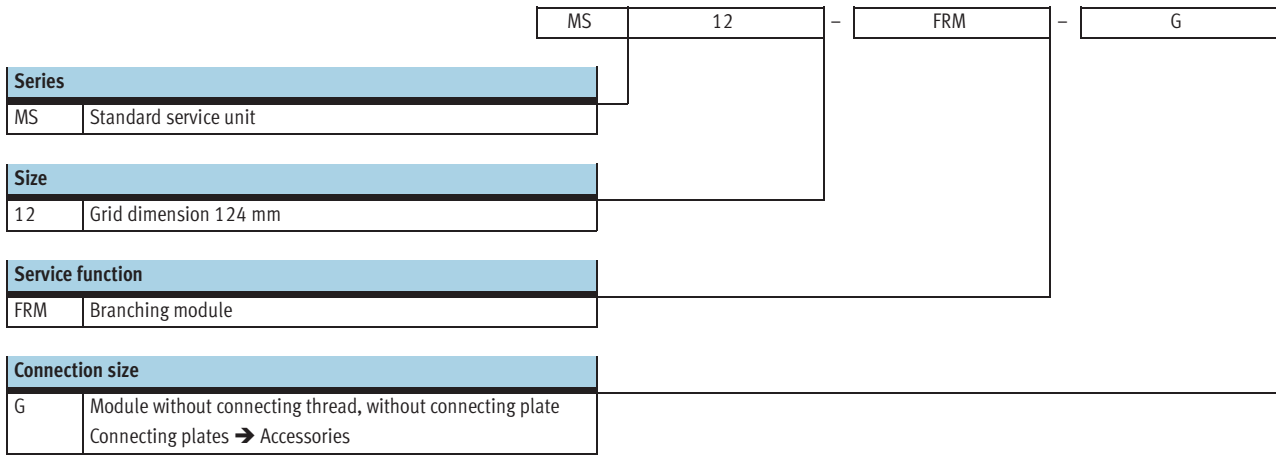 MS 12 – FRM – G
Series
MS Standard service unit
Size
12 Grid dimension 124 mm
Service function
FRM Branching module
Connection size
G Module without connecting thread, without connecting plate
Connecting plates ➔ Accessories